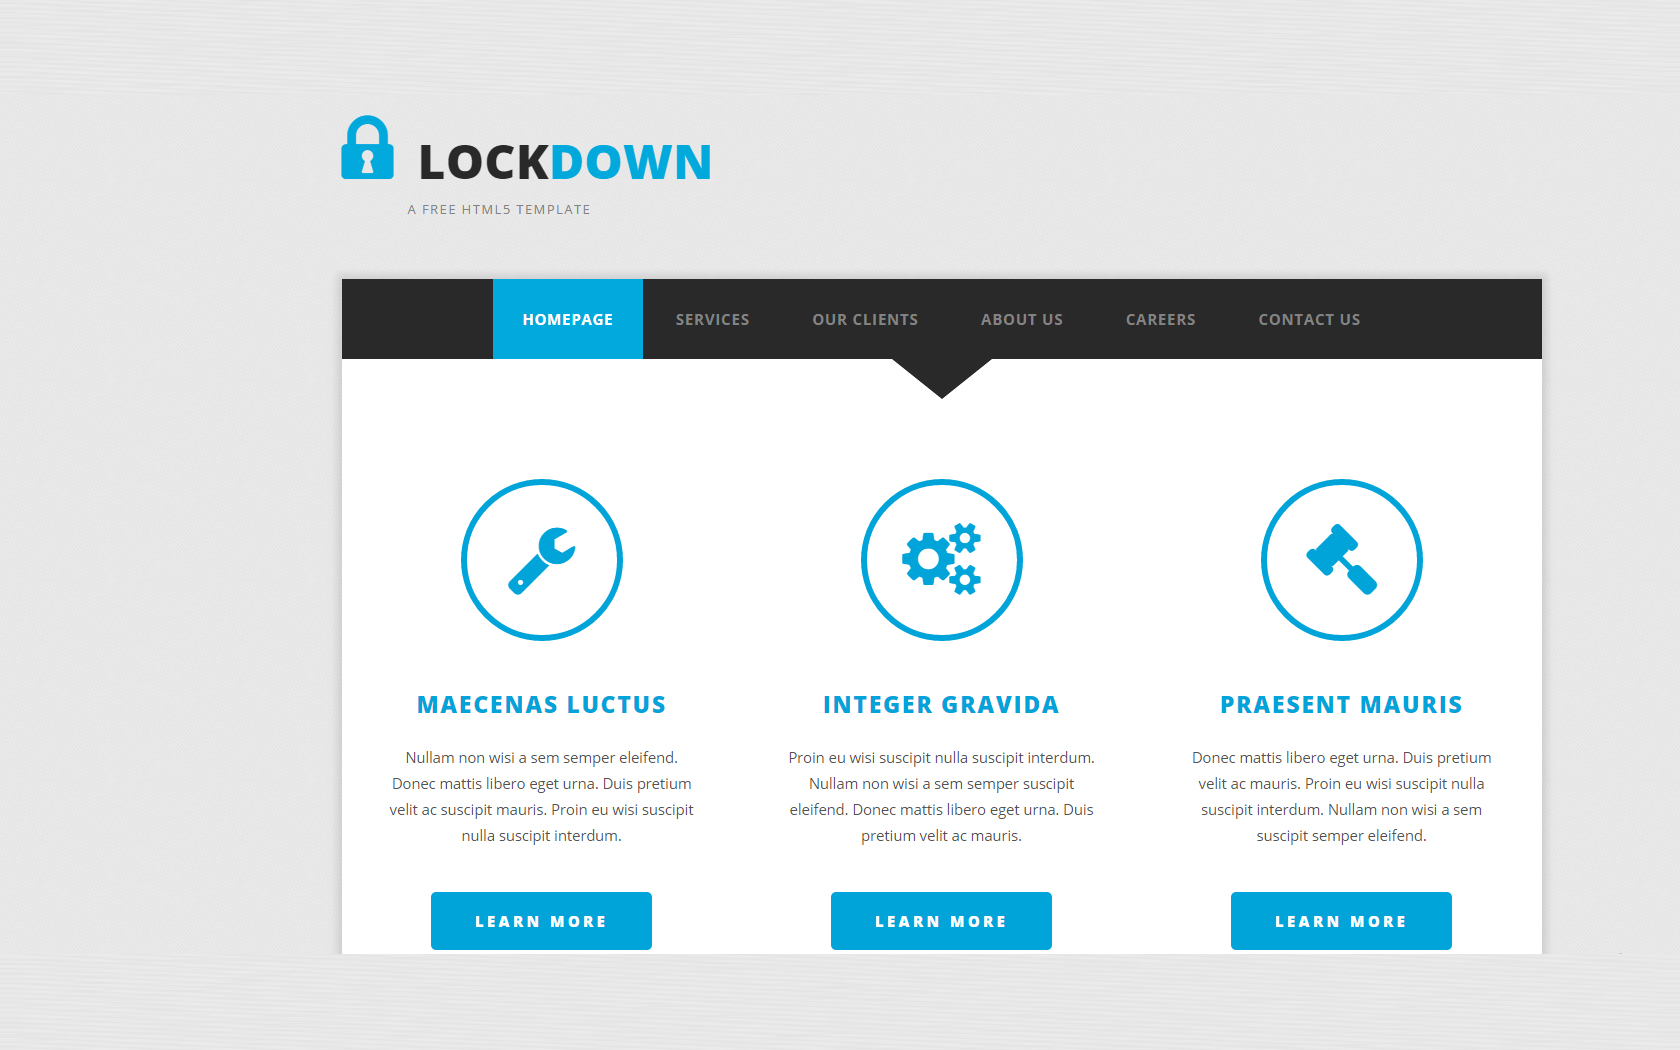 LOCKDOWN
A FREE HTML5 TEMPLATE
HOMEPAGE SERVICES OUR CLIENTS ABOUT US CAREERS CONTACT US
MAECENAS LUCTUS
Nullam non wisi a sem semper eleifend.
Donec mattis libero eget urna. Duis pretium
velit ac suscipit mauris. Proin eu wisi suscipit
nulla suscipit interdum.
LEARN MORE
INTEGER GRAVIDA
Proin eu wisi suscipit nulla suscipit interdum.
Nullam non wisi a sem semper suscipit
eleifend. Donec mattis libero eget urna. Duis
pretium velit ac mauris.
LEARN MORE
PRAESENT MAURIS
Donec mattis libero eget urna. Duis pretium
velit ac mauris. Proin eu wisi suscipit nulla
suscipit interdum. Nullam non wisi a sem
suscipit semper eleifend.
LEARN MORE